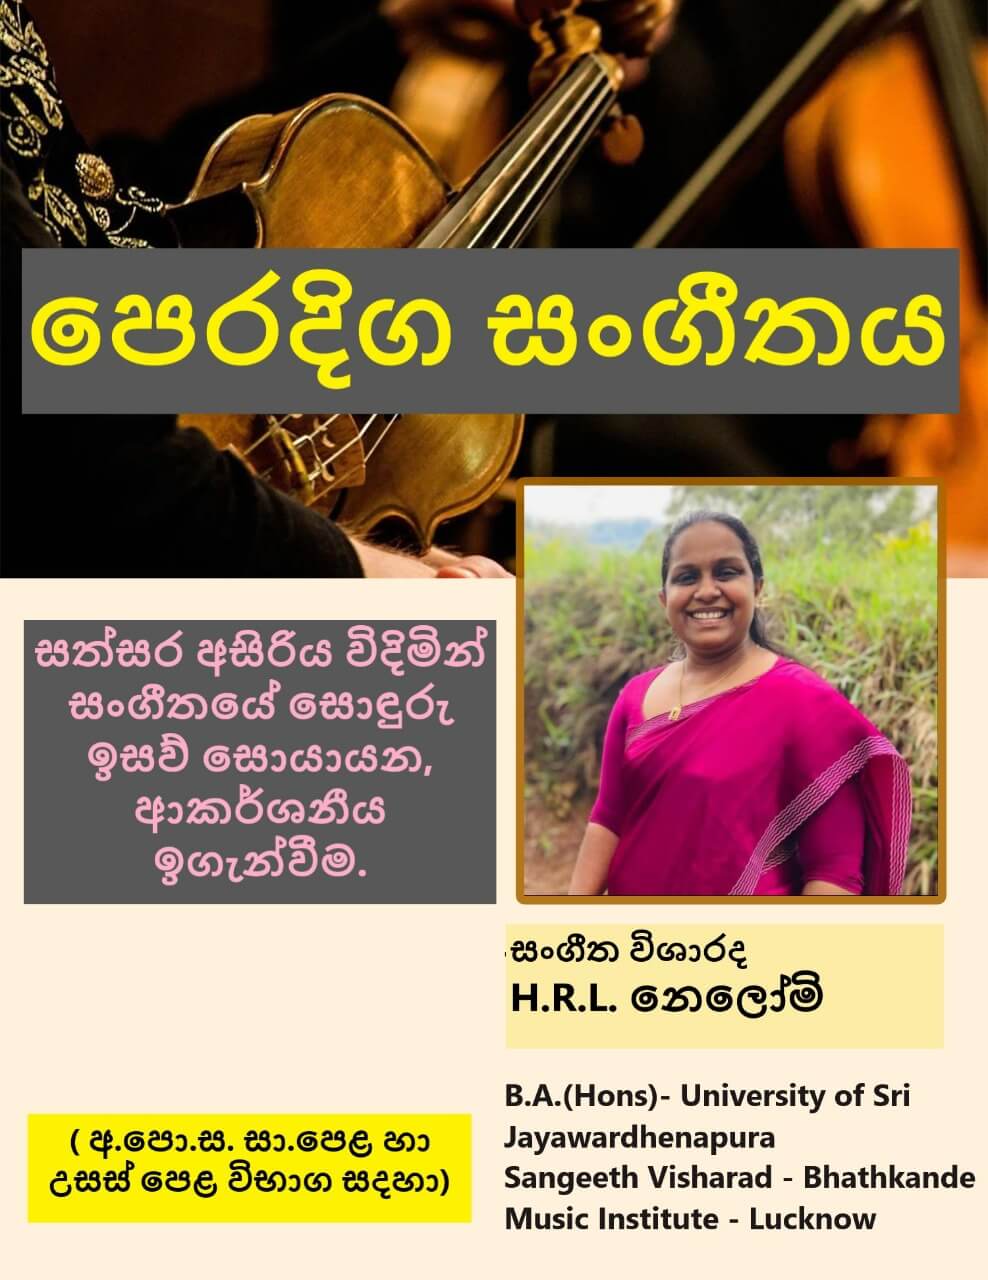 පෙරදිග සංගීතය
සත්සර අසිරිය විදිමින්
සංගීතයේ සොඳුරු
ඉසව් සොයායන,
ආකර්ශනීය
ඉගැන්වීම.
සංගීත විශාරද
H.R.L. නෙලෝමි
B.A.(Hons)- University of Sri
Jayawardhenapura
Sangeeth Visharad - Bhathkande
Music Institute - Lucknow
( අ.පො.ස. සා.පෙළ හා
උසස් පෙළ විභාග සදහා)